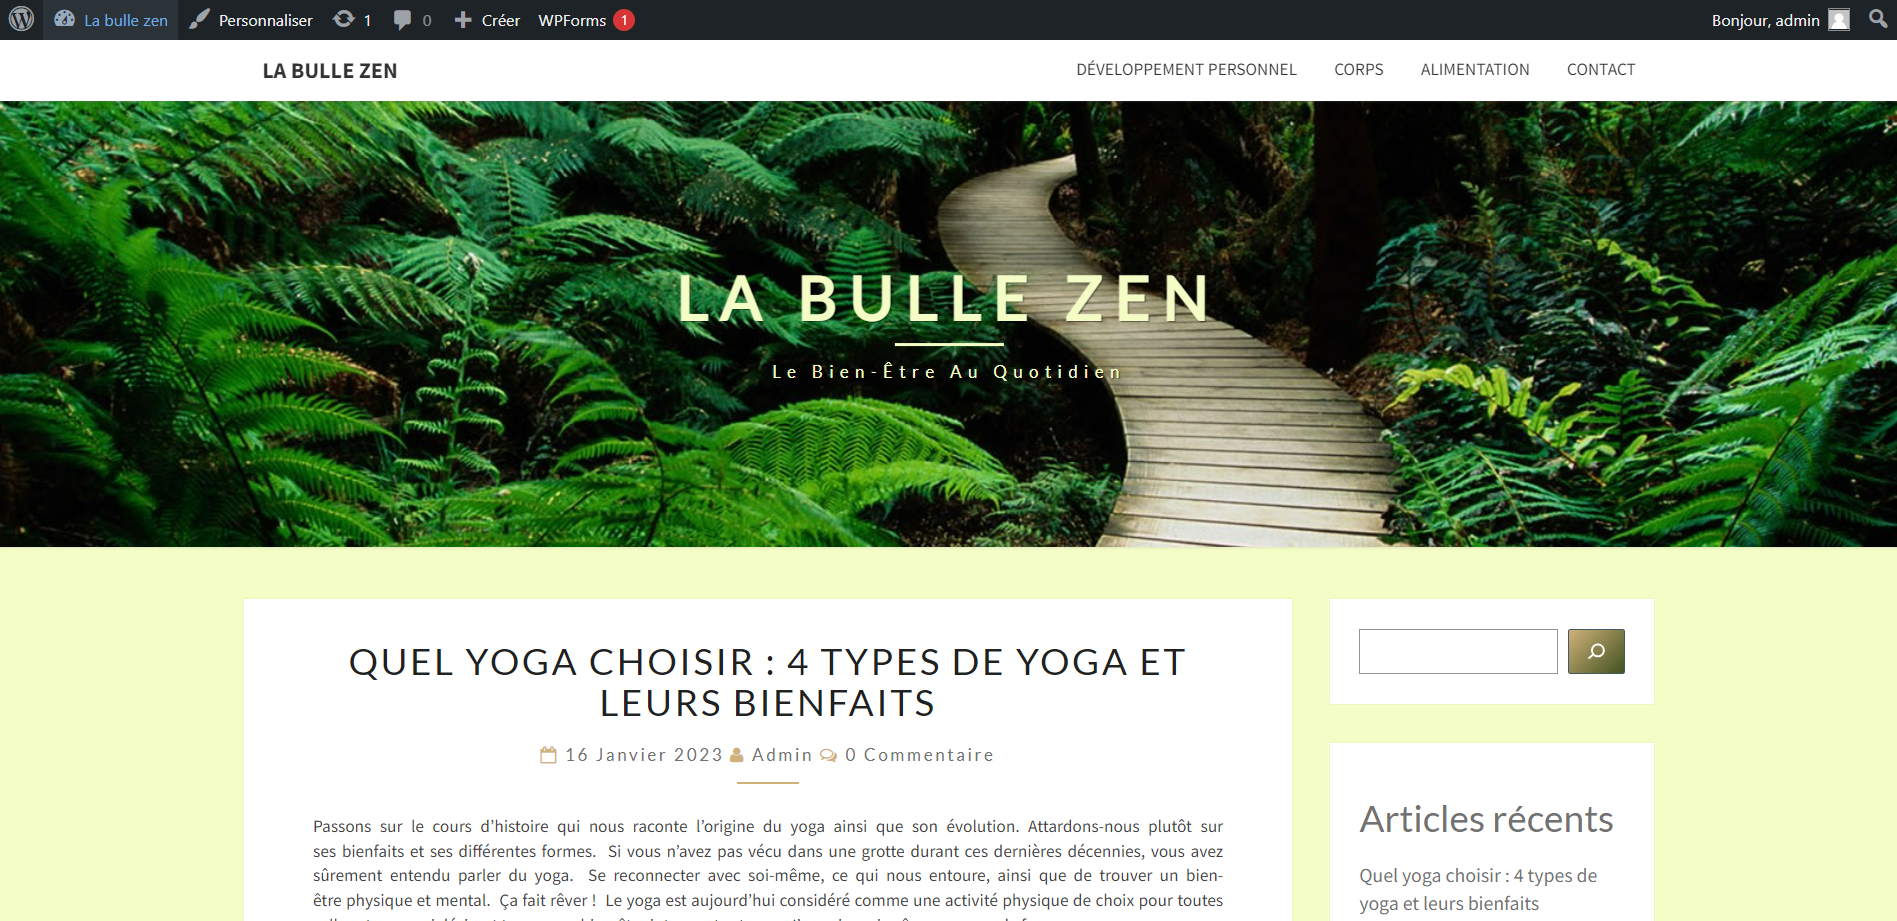 La bulle zen Personnaliser 1 0 Créer WPForms 1 Bonjour, admin
LA BULLE ZEN DÉVELOPPEMENT PERSONNEL CORPS ALIMENTATION CONTACT
LA BULLE ZEN
Le Bien-Être Au Quotidien
QUEL YOGA CHOISIR : 4 TYPES DE YOGA ET
LEURS BIENFAITS
16 Janvier 2023 Admin 0 Commentaire
Passons sur le cours d’histoire qui nous raconte l’origine du yoga ainsi que son évolution. Attardons-nous plutôt sur
ses bienfaits et ses différentes formes. Si vous n’avez pas vécu dans une grotte durant ces dernières décennies, vous avez
sûrement entendu parler du yoga. Se reconnecter avec soi-même, ce qui nous entoure, ainsi que de trouver un bien-
être physique et mental. Ça fait rêver ! Le yoga est aujourd’hui considéré comme une activité physique de choix pour toutes
Articles récents
Quel yoga choisir : 4 types de
yoga et leurs bienfaits